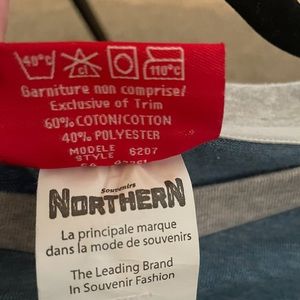 40°C cl 110°C
Garniture non comprise/
Exclusive of Trim
60% COTON/COTTON
40% POLYESTER
MODELE
STYLE 6207
Souvenirs
NORTHERN
La principale marque
dans la mode de souvenirs
The Leading Brand
In Souvenir Fashion